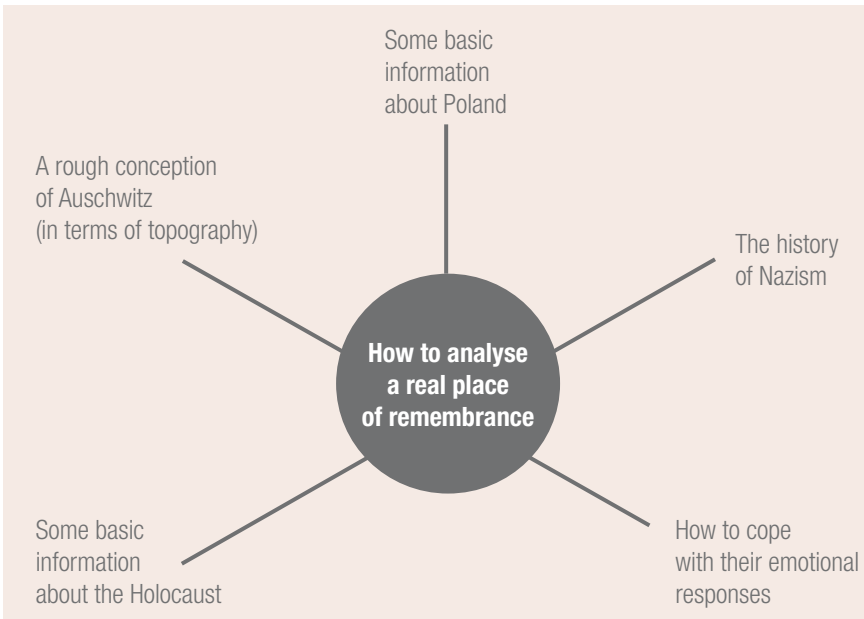 Some basic
information
about Poland
A rough conception
of Auschwitz
(in terms of topography)
The history
of Nazism
How to analyse
a real place
of remembrance
Some basic
information
about the Holocaust
How to cope
with their emotional
responses